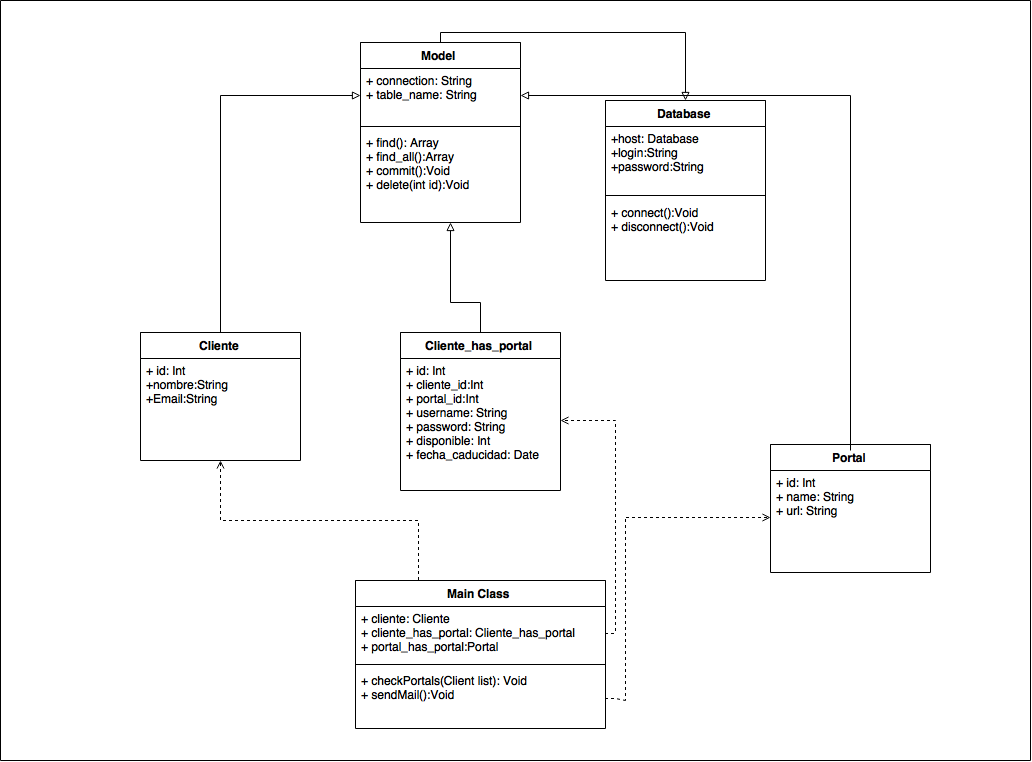 Model
+ connection: String
+ table_name: String
+ find(): Array
+ find_all():Array
+ commit():Void
+ delete(int id):Void
Database
+host: Database
+login:String
+password:String
+ connect():Void
+ disconnect():Void
Cliente
+ id: Int
+nombre:String
+Email:String
Cliente_has_portal
+ id: Int
+ cliente_id:Int
+ portal_id:Int
+ username: String
+ password: String
+ disponible: Int
+ fecha_caducidad: Date
Portal
+ id: Int
+ name: String
+ url: String
Main Class
+ cliente: Cliente
+ cliente_has_portal: Cliente_has_portal
+ portal_has_portal:Portal
+ checkPortals(Client list): Void
+ sendMail():Void